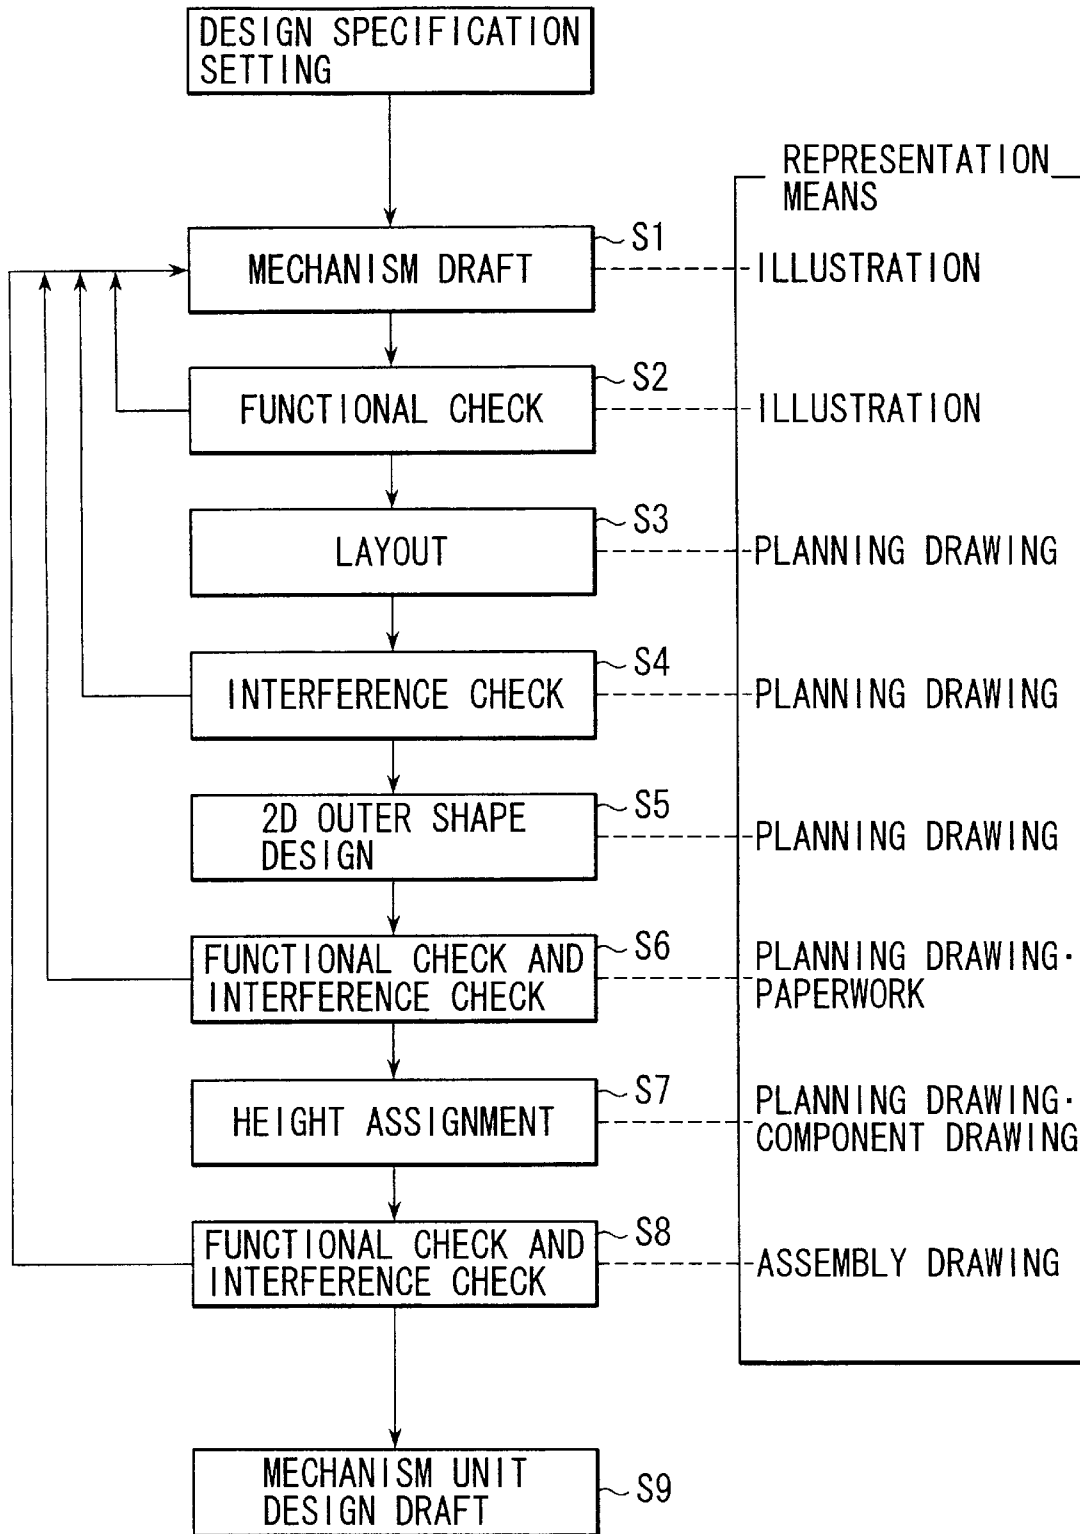 DESIGN SPECIFICATION
SETTING
REPRESENTATION
MEANS
S1
MECHANISM DRAFT
ILLUSTRATION
S2
FUNCTIONAL CHECK
ILLUSTRATION
S3
LAYOUT
PLANNING DRAWING
S4
INTERFERENCE CHECK
PLANNING DRAWING
S5
2D OUTER SHAPE
DESIGN
PLANNING DRAWING
S6
FUNCTIONAL CHECK AND
INTERFERENCE CHECK
PLANNING DRAWING·
PAPERWORK
S7
HEIGHT ASSIGNMENT
PLANNING DRAWING·
COMPONENT DRAWING
S8
FUNCTIONAL CHECK AND
INTERFERENCE CHECK
ASSEMBLY DRAWING
MECHANISM UNIT
DESIGN DRAFT
S9